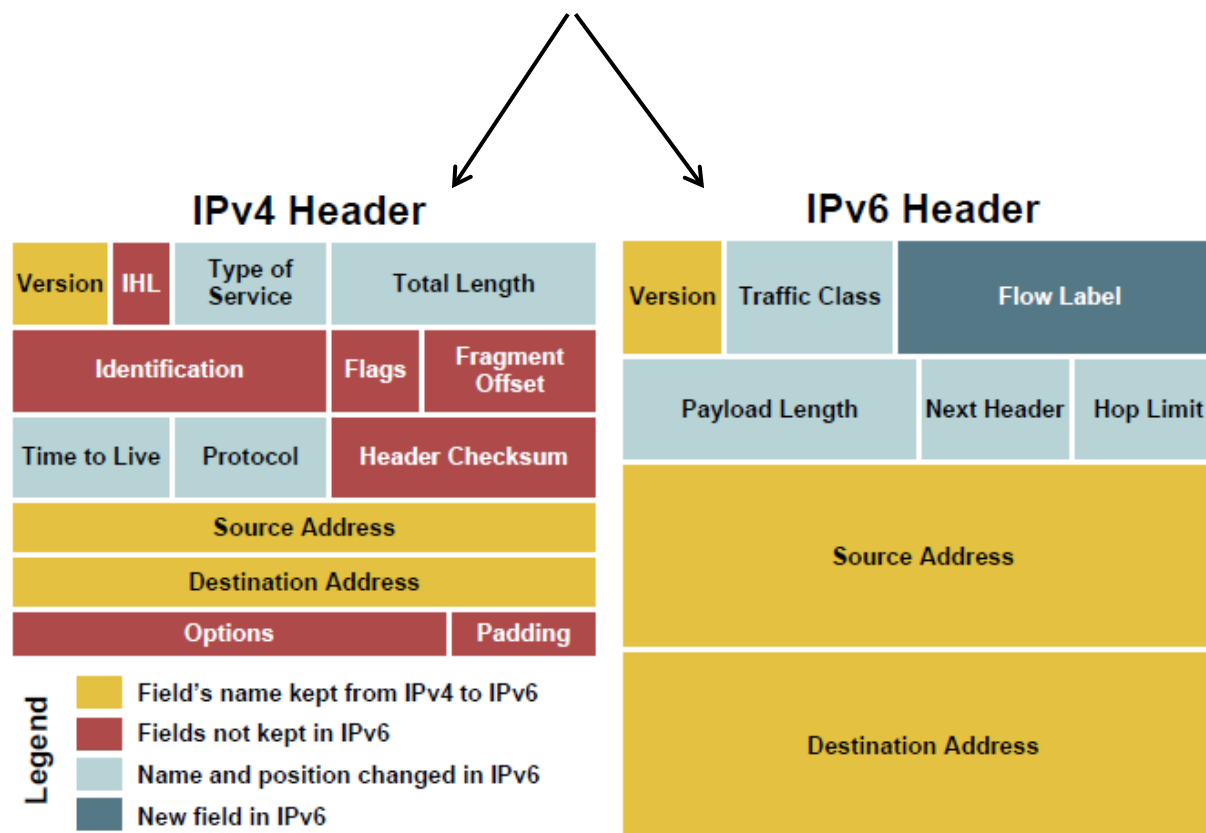 IPv4 Header
Version IHL Type of Service Total Length
Identification Flags Fragment Offset
Time to Live Protocol Header Checksum
Source Address
Destination Address
Options Padding
Legend
Field's name kept from IPv4 to IPv6
Fields not kept in IPv6
Name and position changed in IPv6
New field in IPv6
IPv6 Header
Version Traffic Class Flow Label
Payload Length Next Header Hop Limit
Source Address
Destination Address